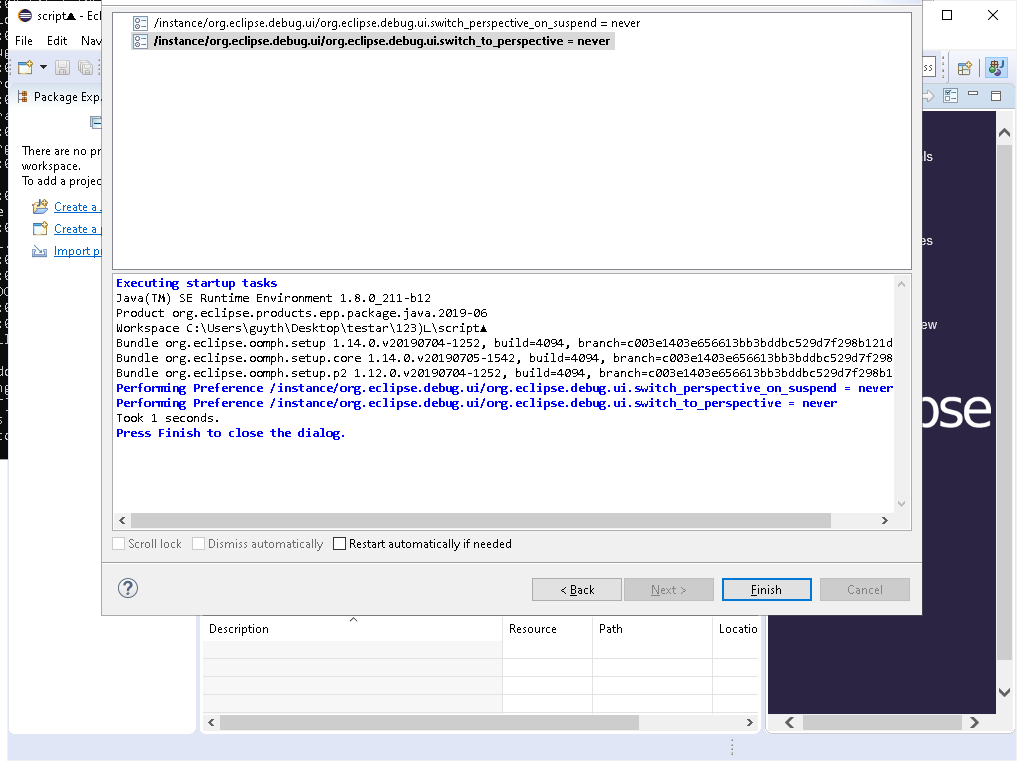 script▲ - Ecl
File Edit Nav
Package Exp
There are no pr
workspace.
To add a projec
Create a
Create a
Import p
/instance/org.eclipse.debug.ui/org.eclipse.debug.ui.switch_perspective_on_suspend = never
/instance/org.eclipse.debug.ui/org.eclipse.debug.ui.switch_to_perspective = never
ss
ls
es
ew
pse
Executing startup tasks
Java(TM) SE Runtime Environment 1.8.0_211-b12
Product org.eclipse.products.epp.package.java.2019-06
Workspace C:\Users\guyth\Desktop\testar\123)∟\script▲
Bundle org.eclipse.oomph.setup 1.14.0.v20190704-1252, build=4094, branch=c003e1403e656613bb3bddbc529d7f298b121d
Bundle org.eclipse.oomph.setup.core 1.14.0.v20190705-1542, build=4094, branch=c003e1403e656613bb3bddbc529d7f298
Bundle org.eclipse.oomph.setup.p2 1.12.0.v20190704-1252, build=4094, branch=c003e1403e656613bb3bddbc529d7f298b1
Performing Preference /instance/org.eclipse.debug.ui/org.eclipse.debug.ui.switch_perspective_on_suspend = never
Performing Preference /instance/org.eclipse.debug.ui/org.eclipse.debug.ui.switch_to_perspective = never
Took 1 seconds.
Press Finish to close the dialog.
Scroll lock Dismiss automatically Restart automatically if needed
? < Back Next > Finish Cancel
Description Resource Path Locatio